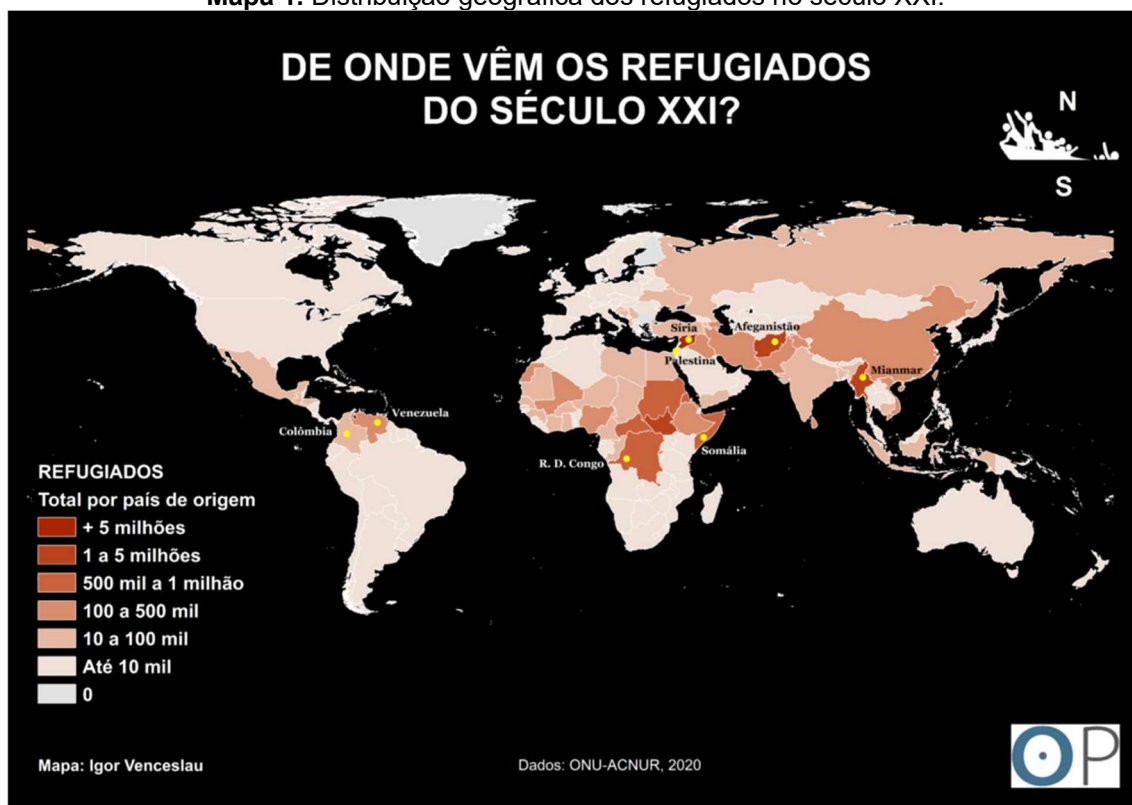 Mapa 1. Distribuição geográfica dos refugiados no século XXI.
DE ONDE VÊM OS REFUGIADOS
DO SÉCULO XXI?
N
S
Síria
Afeganistão
Palestina
Mianmar
Venezuela
Colômbia
Somália
R. D. Congo
REFUGIADOS
Total por país de origem
+ 5 milhões
1 a 5 milhões
500 mil a 1 milhão
100 a 500 mil
10 a 100 mil
Até 10 mil
0
Mapa: Igor Venceslau
Dados: ONU-ACNUR, 2020
OP